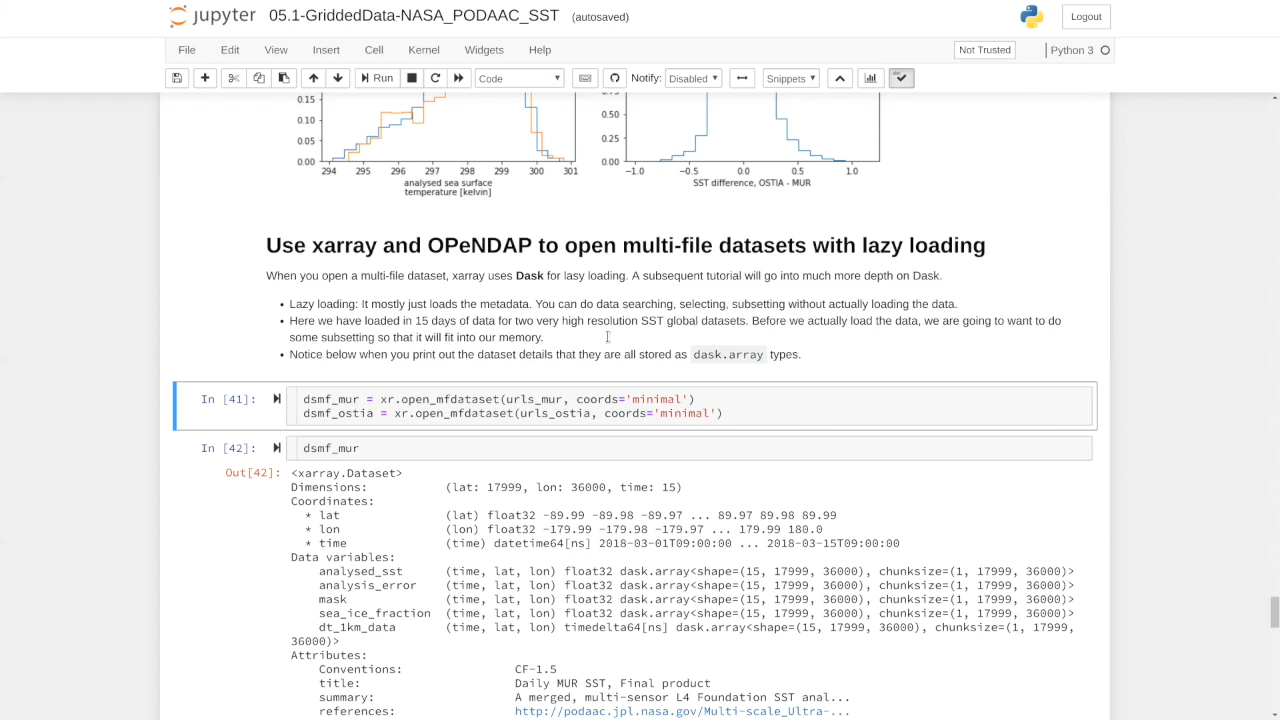 jupyter 05.1-GriddedData-NASA_PODAAC_SST (autosaved) Logout
File Edit View Insert Cell Kernel Widgets Help Not Trusted Python 3
Run Code Notify: Disabled Snippets
0.15
0.10
0.05
0.00
294 295 296 297 298 299 300 301
analysed sea surface
temperature [kelvin]
0.75
0.50
0.25
0.00
−1.0 −0.5 0.0 0.5 1.0
SST difference, OSTIA - MUR
Use xarray and OPeNDAP to open multi-file datasets with lazy loading
When you open a multi-file dataset, xarray uses Dask for lasy loading. A subsequent tutorial will go into much more depth on Dask.
• Lazy loading: It mostly just loads the metadata. You can do data searching, selecting, subsetting without actually loading the data.
• Here we have loaded in 15 days of data for two very high resolution SST global datasets. Before we actually load the data, we are going to want to do
some subsetting so that it will fit into our memory.
• Notice below when you print out the dataset details that they are all stored as dask.array types.
In [41]: dsmf_mur = xr.open_mfdataset(urls_mur, coords='minimal')
dsmf_ostia = xr.open_mfdataset(urls_ostia, coords='minimal')
In [42]: dsmf_mur
Out[42]: <xarray.Dataset>
Dimensions: (lat: 17999, lon: 36000, time: 15)
Coordinates:
* lat (lat) float32 -89.99 -89.98 -89.97 ... 89.97 89.98 89.99
* lon (lon) float32 -179.99 -179.98 -179.97 ... 179.99 180.0
* time (time) datetime64[ns] 2018-03-01T09:00:00 ... 2018-03-15T09:00:00
Data variables:
analysed_sst (time, lat, lon) float32 dask.array<shape=(15, 17999, 36000), chunksize=(1, 17999, 36000)>
analysis_error (time, lat, lon) float32 dask.array<shape=(15, 17999, 36000), chunksize=(1, 17999, 36000)>
mask (time, lat, lon) float32 dask.array<shape=(15, 17999, 36000), chunksize=(1, 17999, 36000)>
sea_ice_fraction (time, lat, lon) float32 dask.array<shape=(15, 17999, 36000), chunksize=(1, 17999, 36000)>
dt_1km_data (time, lat, lon) timedelta64[ns] dask.array<shape=(15, 17999, 36000), chunksize=(1, 17999,
36000)>
Attributes:
Conventions: CF-1.5
title: Daily MUR SST, Final product
summary: A merged, multi-sensor L4 Foundation SST anal...
references: http://podaac.jpl.nasa.gov/Multi-scale_Ultra-...